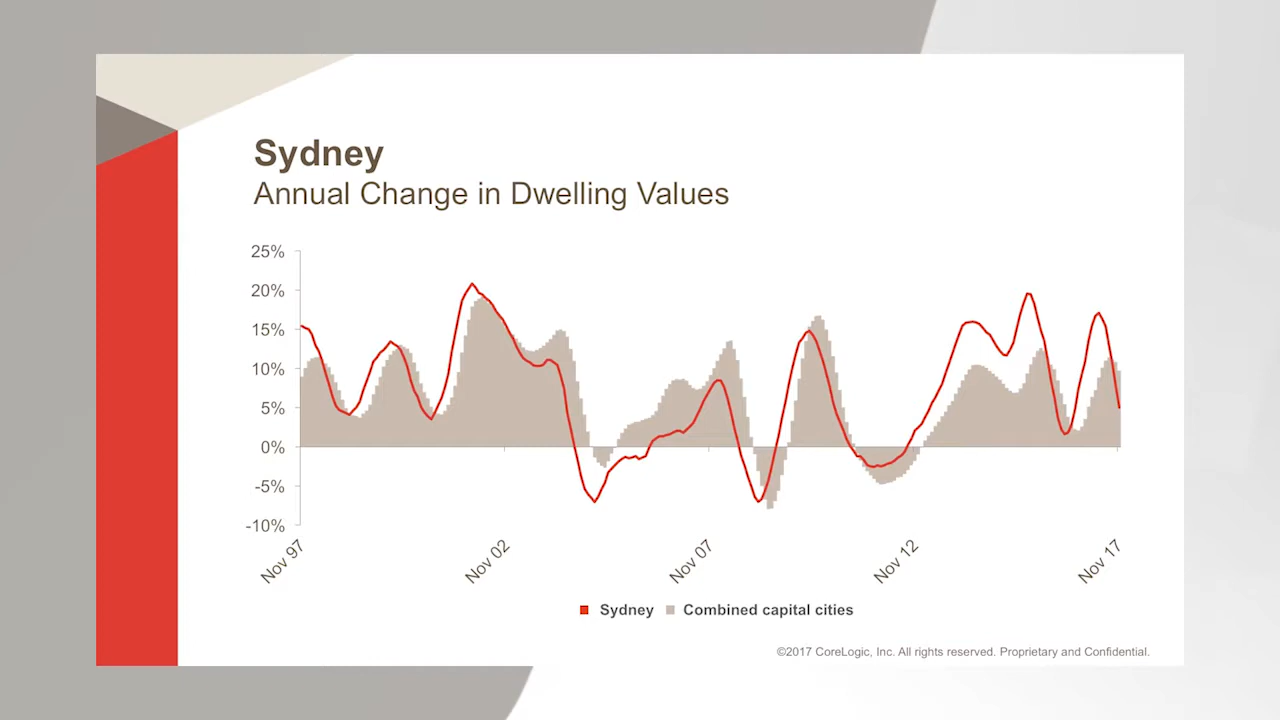 Sydney
Annual Change in Dwelling Values
25%
20%
15%
10%
5%
0%
-5%
-10%
Nov 97
Nov 02
Nov 07
Nov 12
Nov 17
Sydney
Combined capital cities
©2017 CoreLogic, Inc. All rights reserved. Proprietary and Confidential.